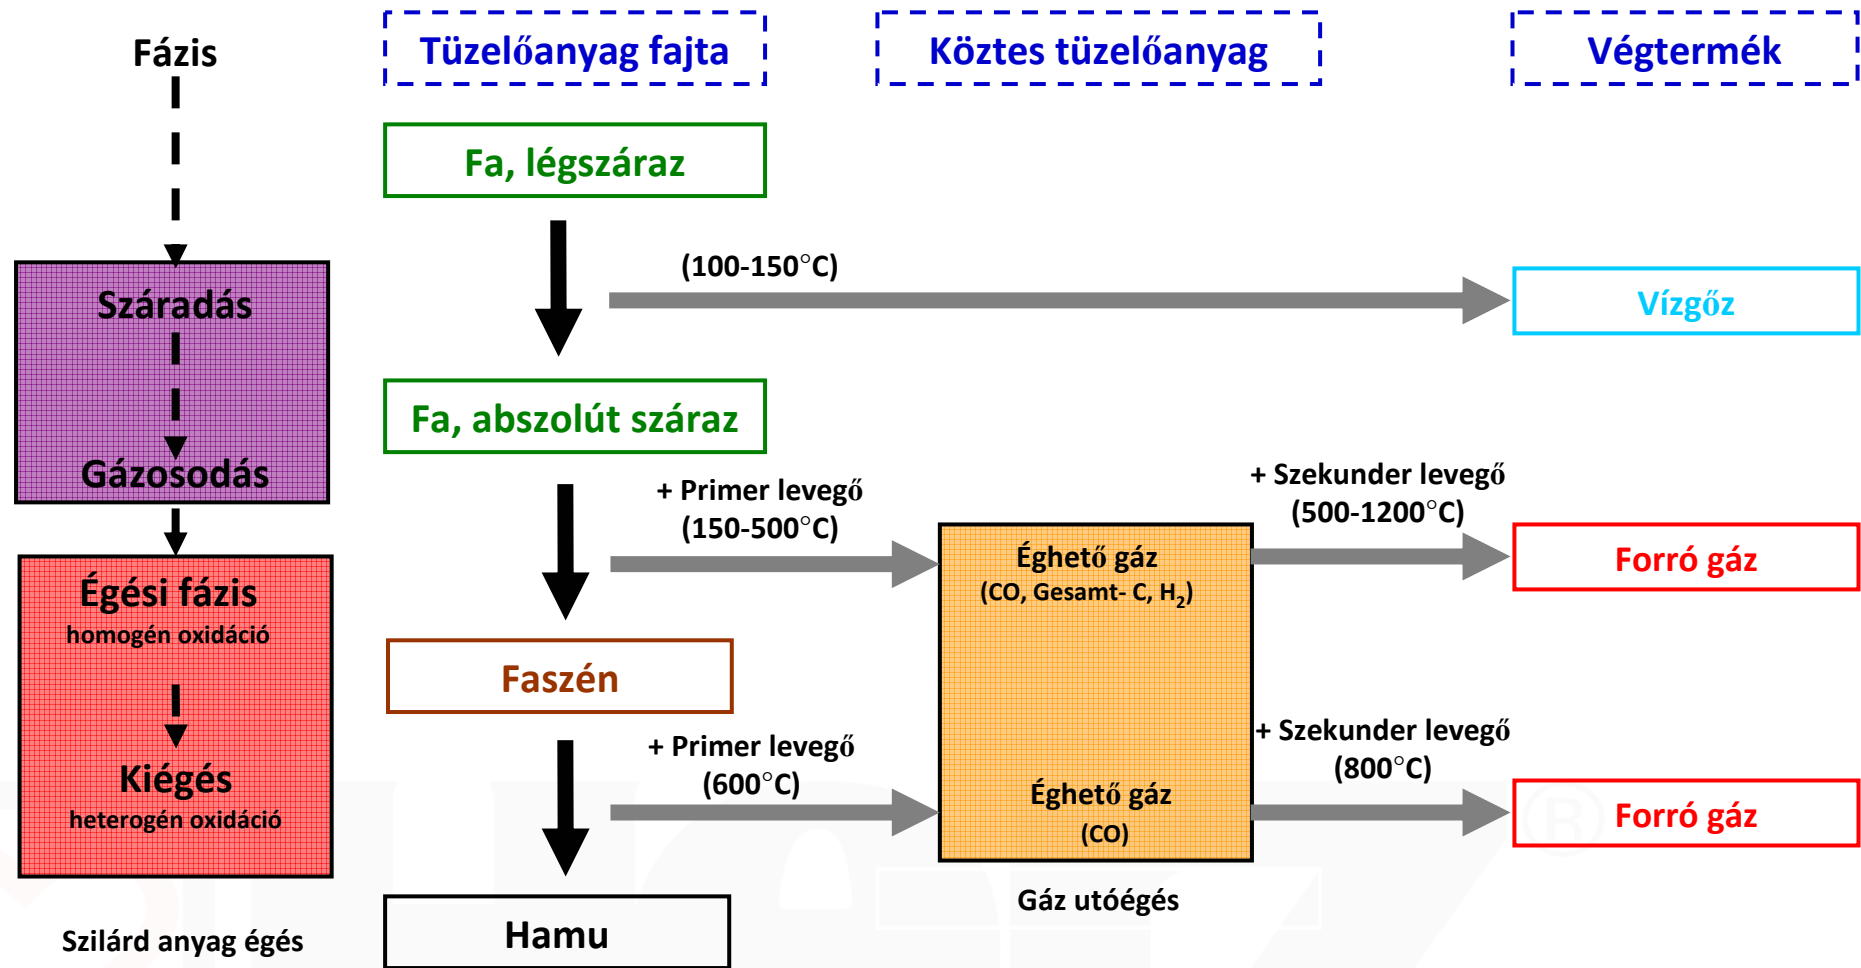 Fázis
Tüzelőanyag fajta
Köztes tüzelőanyag
Végtermék
Fa, légszáraz
(100-150°C)
Száradás
Vízgőz
Fa, abszolút száraz
Gázosodás
+ Primer levegő
(150-500°C)
+ Szekunder levegő
(500-1200°C)
Égési fázis
homogén oxidáció
Éghető gáz
(CO, Gesamt- C, H₂)
Forró gáz
Faszén
+ Primer levegő
(600°C)
+ Szekunder levegő
(800°C)
Kiégés
heterogén oxidáció
Éghető gáz
(CO)
Forró gáz
®
Gáz utóégés
Szilárd anyag égés
Hamu